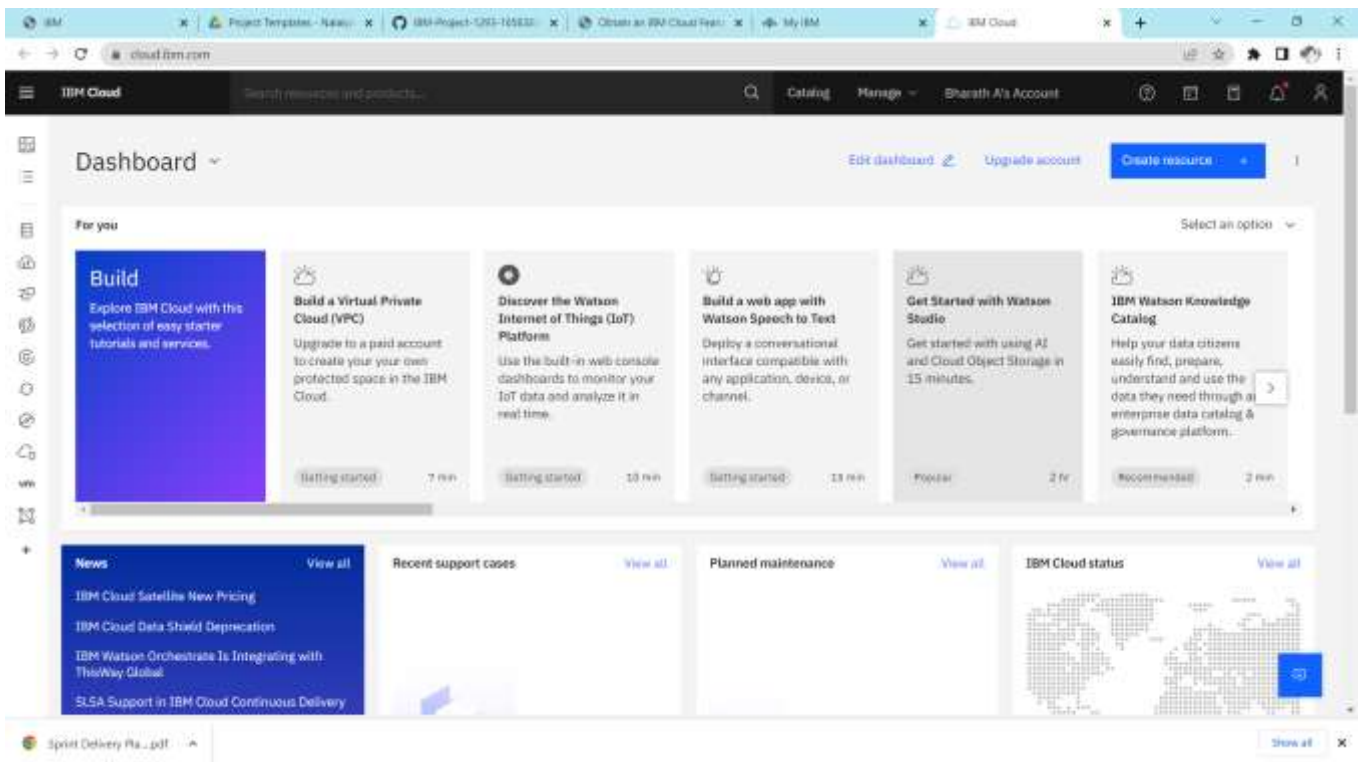 IBM
Project Templates - Nalaiy
IBM-Project-1293-165838
Obtain an IBM Cloud Featu
My IBM
IBM Cloud
cloud.ibm.com
IBM Cloud
Search resources and products...
Catalog
Manage
Bharath A's Account
Dashboard
Edit dashboard
Upgrade account
Create resource +
For you
Select an option
Build
Explore IBM Cloud with this
selection of easy starter
tutorials and services.
Build a Virtual Private
Cloud (VPC)
Upgrade to a paid account
to create your your own
protected space in the IBM
Cloud.
Getting started
7 min
Discover the Watson
Internet of Things (IoT)
Platform
Use the built-in web console
dashboards to monitor your
IoT data and analyze it in
real time.
Getting started
10 min
Build a web app with
Watson Speech to Text
Deploy a conversational
interface compatible with
any application, device, or
channel.
Getting started
13 min
Get Started with Watson
Studio
Get started with using AI
and Cloud Object Storage in
15 minutes.
Popular
2 hr
IBM Watson Knowledge
Catalog
Help your data citizens
easily find, prepare,
understand and use the
data they need through a
enterprise data catalog &
governance platform.
Recommended
2 min
News
View all
IBM Cloud Satellite New Pricing
IBM Cloud Data Shield Deprecation
IBM Watson Orchestrate Is Integrating with
ThisWay Global
SLSA Support in IBM Cloud Continuous Delivery
Recent support cases
View all
Planned maintenance
View all
IBM Cloud status
View all
Sprint Delivery Pla....pdf
Show all